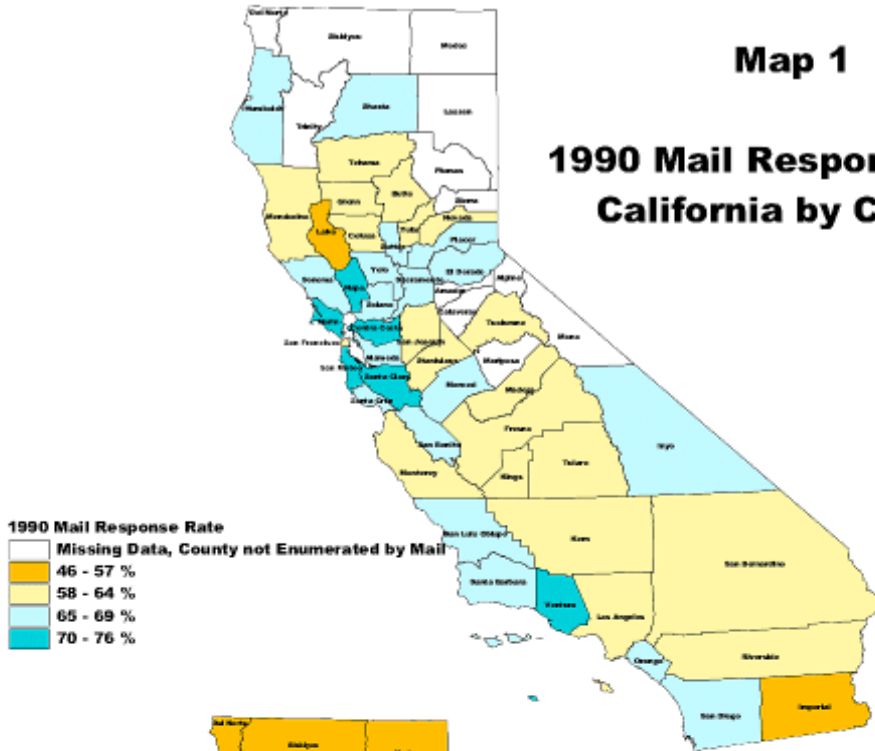 Map 1
1990 Mail Respon
California by C
Del Norte
Siskiyou
Modoc
Humboldt
Trinity
Shasta
Lassen
Tehama
Plumas
Glenn
Butte
Sierra
Mendocino
Lake
Colusa
Yuba
Nevada
Placer
Yolo
El Dorado
Sonoma
Napa
Sacramento
Alpine
Solano
Amador
Calaveras
Marin
Contra Costa
Tuolumne
San Joaquin
Mono
San Francisco
Alameda
Stanislaus
Mariposa
San Mateo
Santa Clara
Merced
Madera
Santa Cruz
Fresno
Inyo
San Benito
Tulare
Monterey
Kings
1990 Mail Response Rate
Missing Data, County not Enumerated by Mail
46 - 57 %
58 - 64 %
65 - 69 %
70 - 76 %
San Luis Obispo
Kern
San Bernardino
Santa Barbara
Ventura
Los Angeles
Orange
Riverside
San Diego
Imperial
Del Norte
Siskiyou